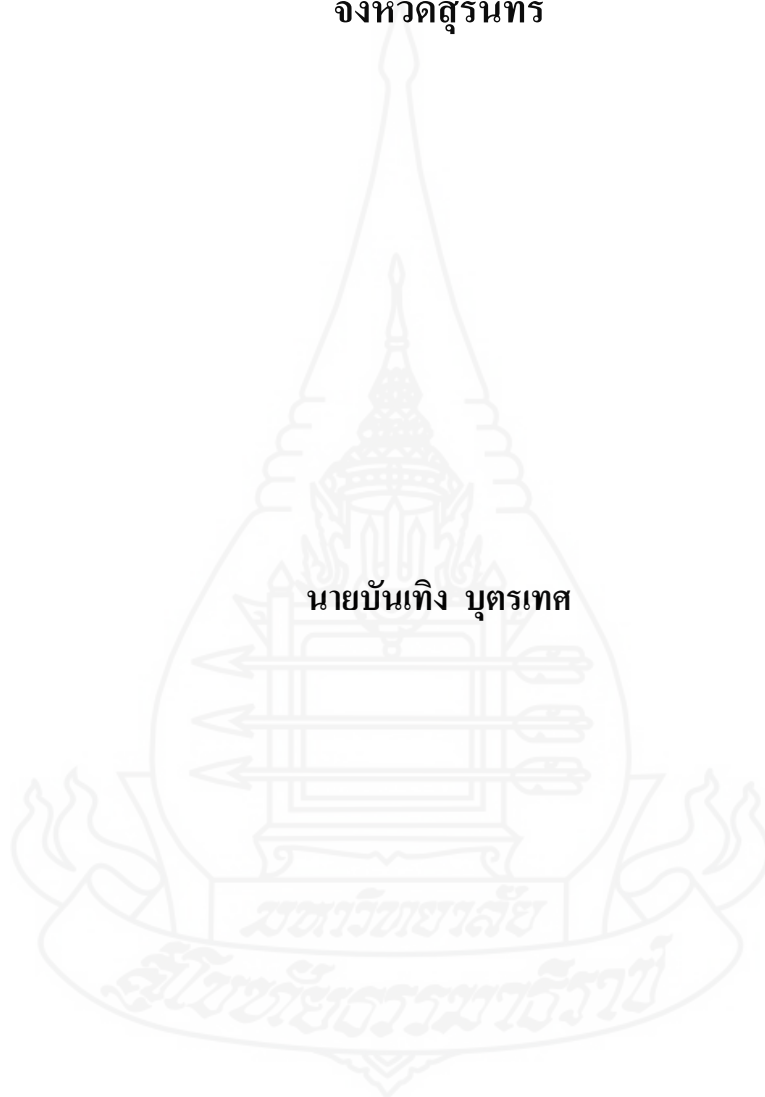 จังหวัดสุรินทร์
นายบันเทิง บุตรเทศ
มหาวิทยาลัย
สุโขทัยธรรมาธิราช